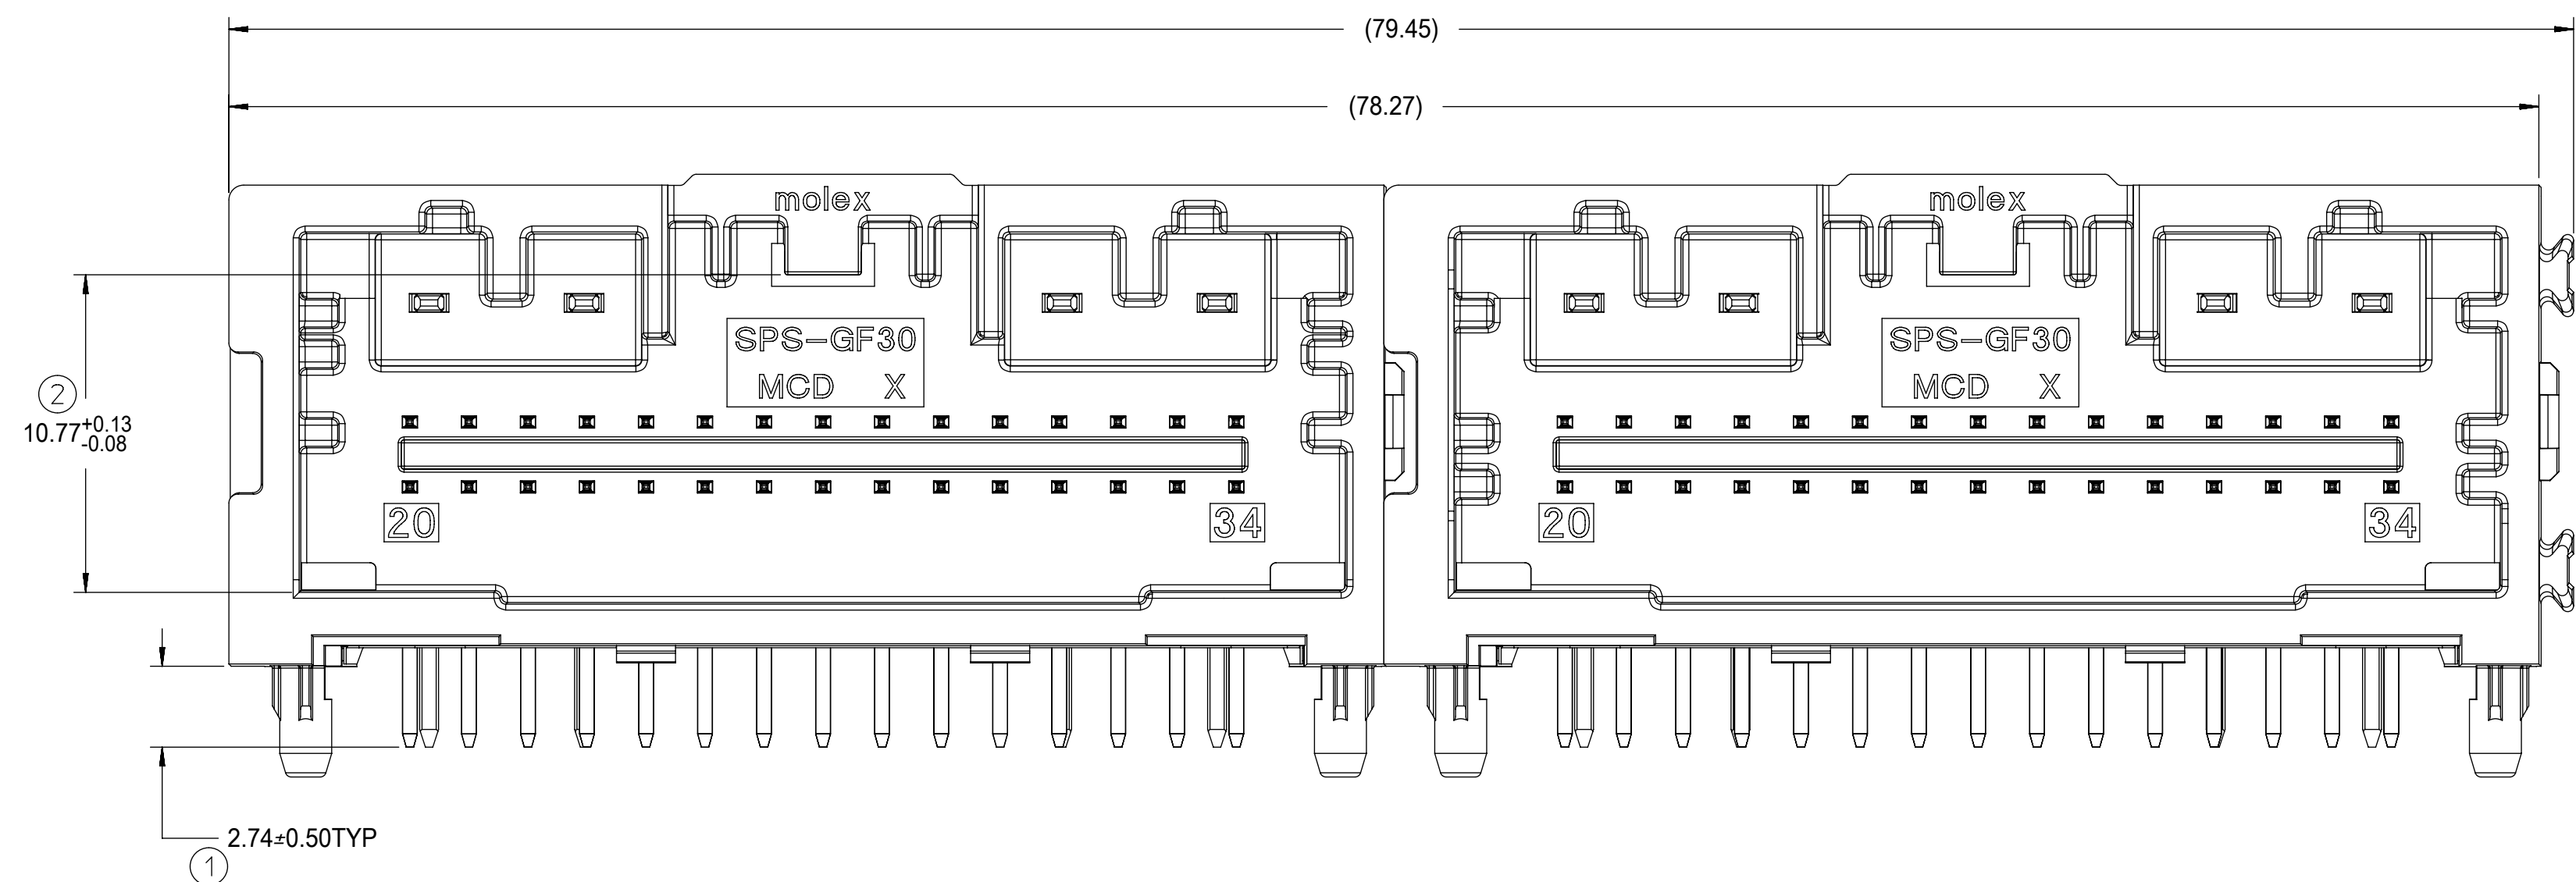 (79.45)
(78.27)
molex molex
SPS-GF30 SPS-GF30
MCD X MCD X
2
10.77+0.13
-0.08
20 34 20 34
2.74±0.50TYP
1